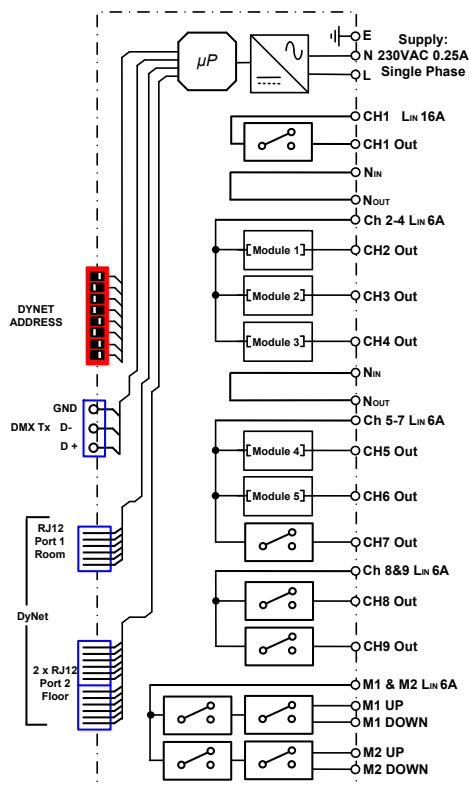 µP
E
N
L
Supply:
230VAC 0.25A
Single Phase
CH1 LIN 16A
CH1 Out
NIN
NOUT
Ch 2-4 LIN 6A
Module 1
CH2 Out
Module 2
CH3 Out
Module 3
CH4 Out
NIN
NOUT
Ch 5-7 LIN 6A
Module 4
CH5 Out
Module 5
CH6 Out
CH7 Out
Ch 8&9 LIN 6A
CH8 Out
CH9 Out
M1 & M2 LIN 6A
M1 UP
M1 DOWN
M2 UP
M2 DOWN
DYNET
ADDRESS
GND
DMX Tx D-
D +
RJ12
Port 1
Room
DyNet
2 x RJ12
Port 2
Floor